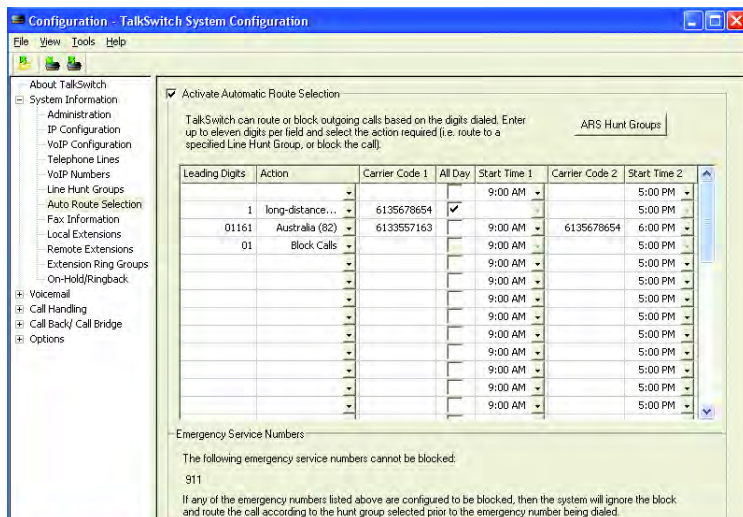 Configuration - TalkSwitch System Configuration
File View Tools Help
About TalkSwitch
System Information
Administration
IP Configuration
VoIP Configuration
Telephone Lines
VoIP Numbers
Line Hunt Groups
Auto Route Selection
Fax Information
Local Extensions
Remote Extensions
Extension Ring Groups
On-Hold/Ringback
Voicemail
Call Handling
Call Back/ Call Bridge
Options
Activate Automatic Route Selection
TalkSwitch can route or block outgoing calls based on the digits dialed. Enter
up to eleven digits per field and select the action required (i.e. route to a
specified Line Hunt Group, or block the call).
ARS Hunt Groups
Leading Digits Action Carrier Code 1 All Day Start Time 1 Carrier Code 2 Start Time 2
9:00 AM 5:00 PM
1 long-distance... 6135678654 5:00 PM
01161 Australia (82) 6133557163 9:00 AM 6135678654 6:00 PM
01 Block Calls 9:00 AM 5:00 PM
9:00 AM 5:00 PM
9:00 AM 5:00 PM
9:00 AM 5:00 PM
9:00 AM 5:00 PM
9:00 AM 5:00 PM
9:00 AM 5:00 PM
9:00 AM 5:00 PM
9:00 AM 5:00 PM
9:00 AM 5:00 PM
Emergency Service Numbers
The following emergency service numbers cannot be blocked:
911
If any of the emergency numbers listed above are configured to be blocked, then the system will ignore the block
and route the call according to the hunt group selected prior to the emergency number being dialed.